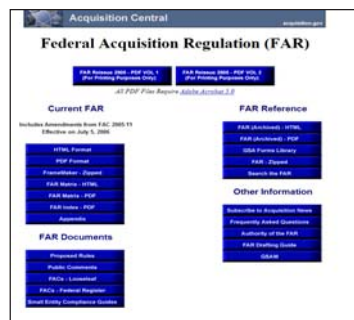 Acquisition Central
acquisition.gov
Federal Acquisition Regulation (FAR)
FAR Reissue 2005 - PDF VOL 1
(For Printing Purposes Only)
FAR Reissue 2005 - PDF VOL 2
(For Printing Purposes Only)
All PDF Files Require Adobe Acrobat 5.0
Current FAR
Includes Amendments from FAC 2005-11
Effective on July 5, 2006
HTML Format
PDF Format
FrameMaker - Zipped
FAR Matrix - HTML
FAR Matrix - PDF
FAR Index - PDF
Appendix
FAR Documents
Proposed Rules
Public Comments
FACs - Looseleaf
FACs - Federal Register
Small Entity Compliance Guides
FAR Reference
FAR (Archived) - HTML
FAR (Archived) - PDF
GSA Forms Library
FAR - Zipped
Search the FAR
Other Information
Subscribe to Acquisition News
Frequently Asked Questions
Authority of the FAR
FAR Drafting Guide
GSAM